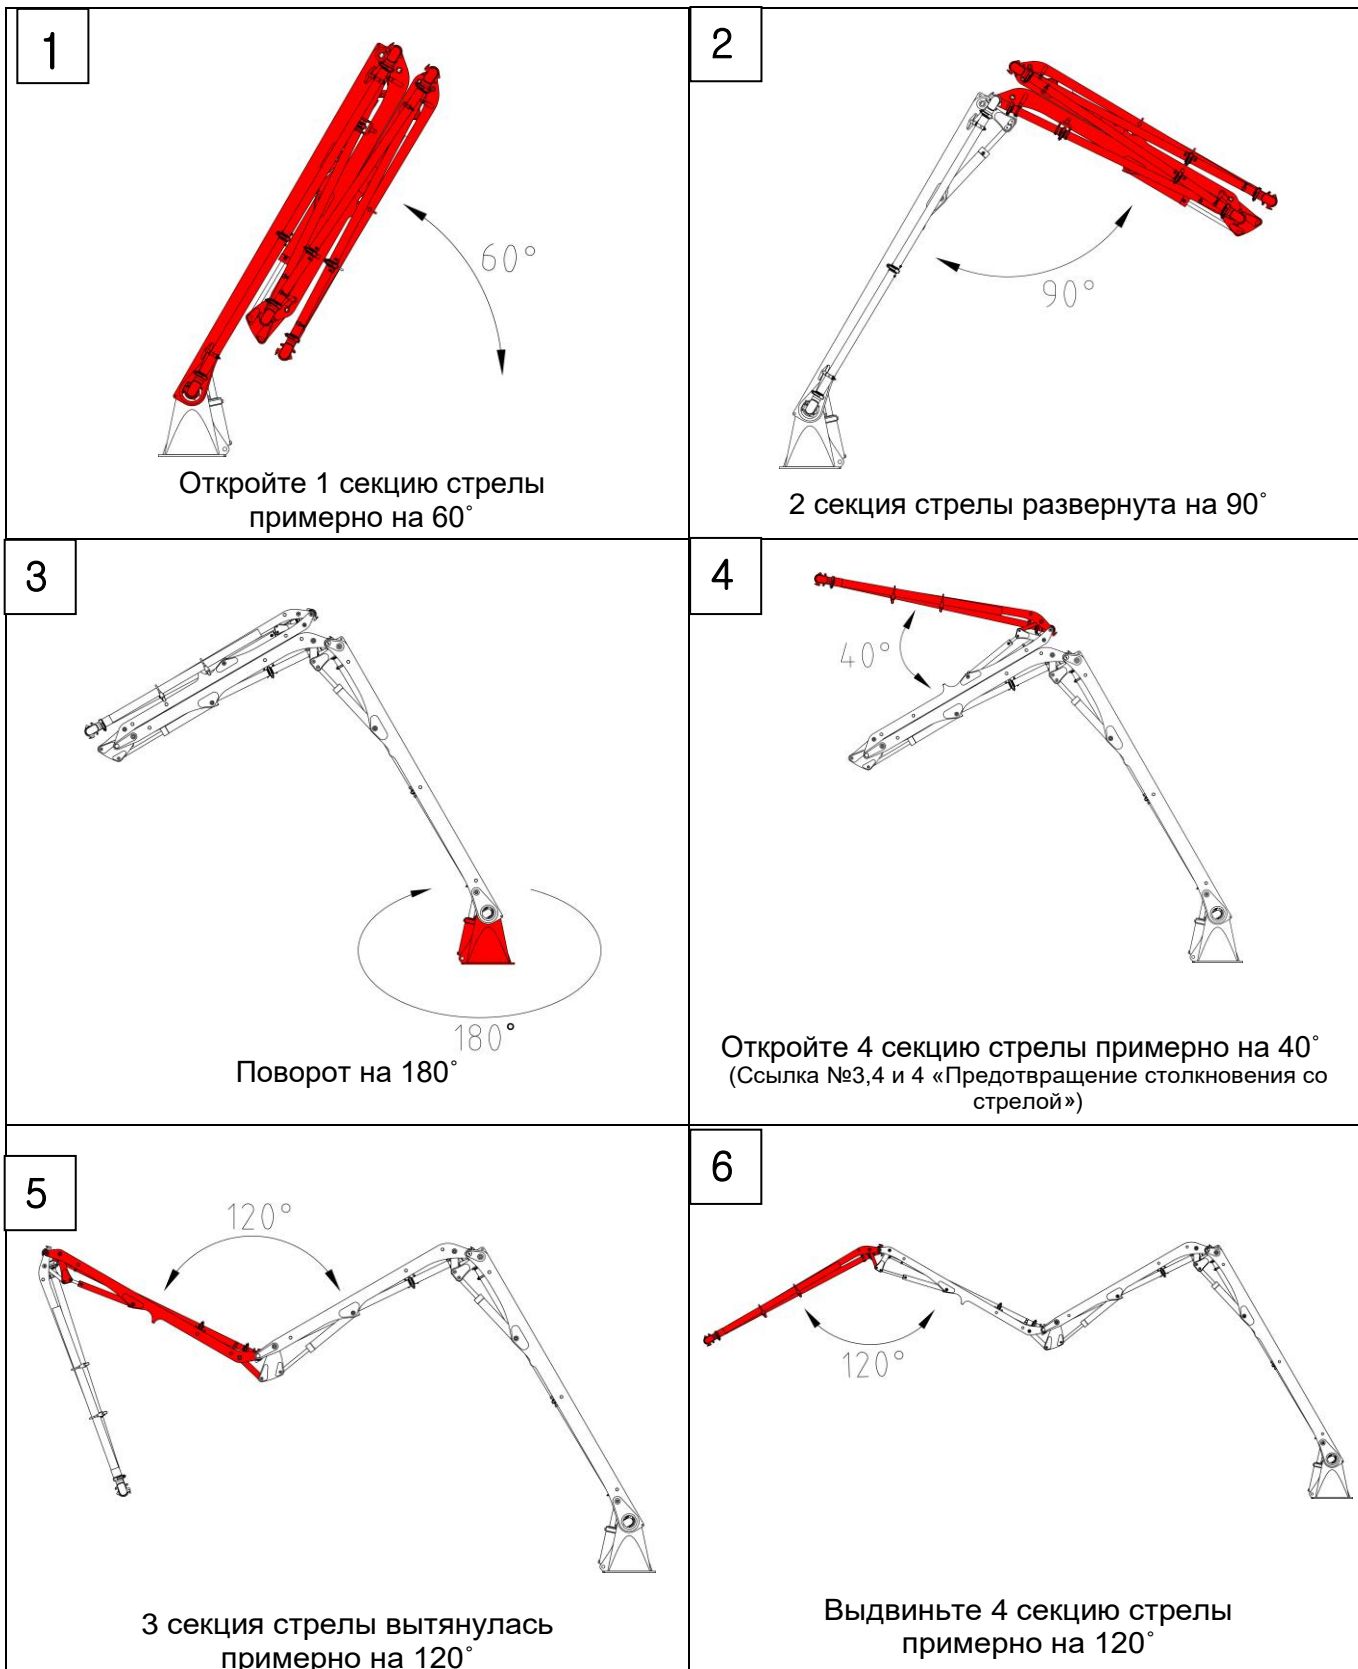 1
60°
Откройте 1 секцию стрелы
примерно на 60˚
2
90°
2 секция стрелы развернута на 90˚
3
180°
Поворот на 180˚
4
40°
Откройте 4 секцию стрелы примерно на 40˚
(Ссылка №3,4 и 4 «Предотвращение столкновения со
стрелой»)
5
120°
3 секция стрелы вытянулась
примерно на 120˚
6
120°
Выдвиньте 4 секцию стрелы
примерно на 120˚